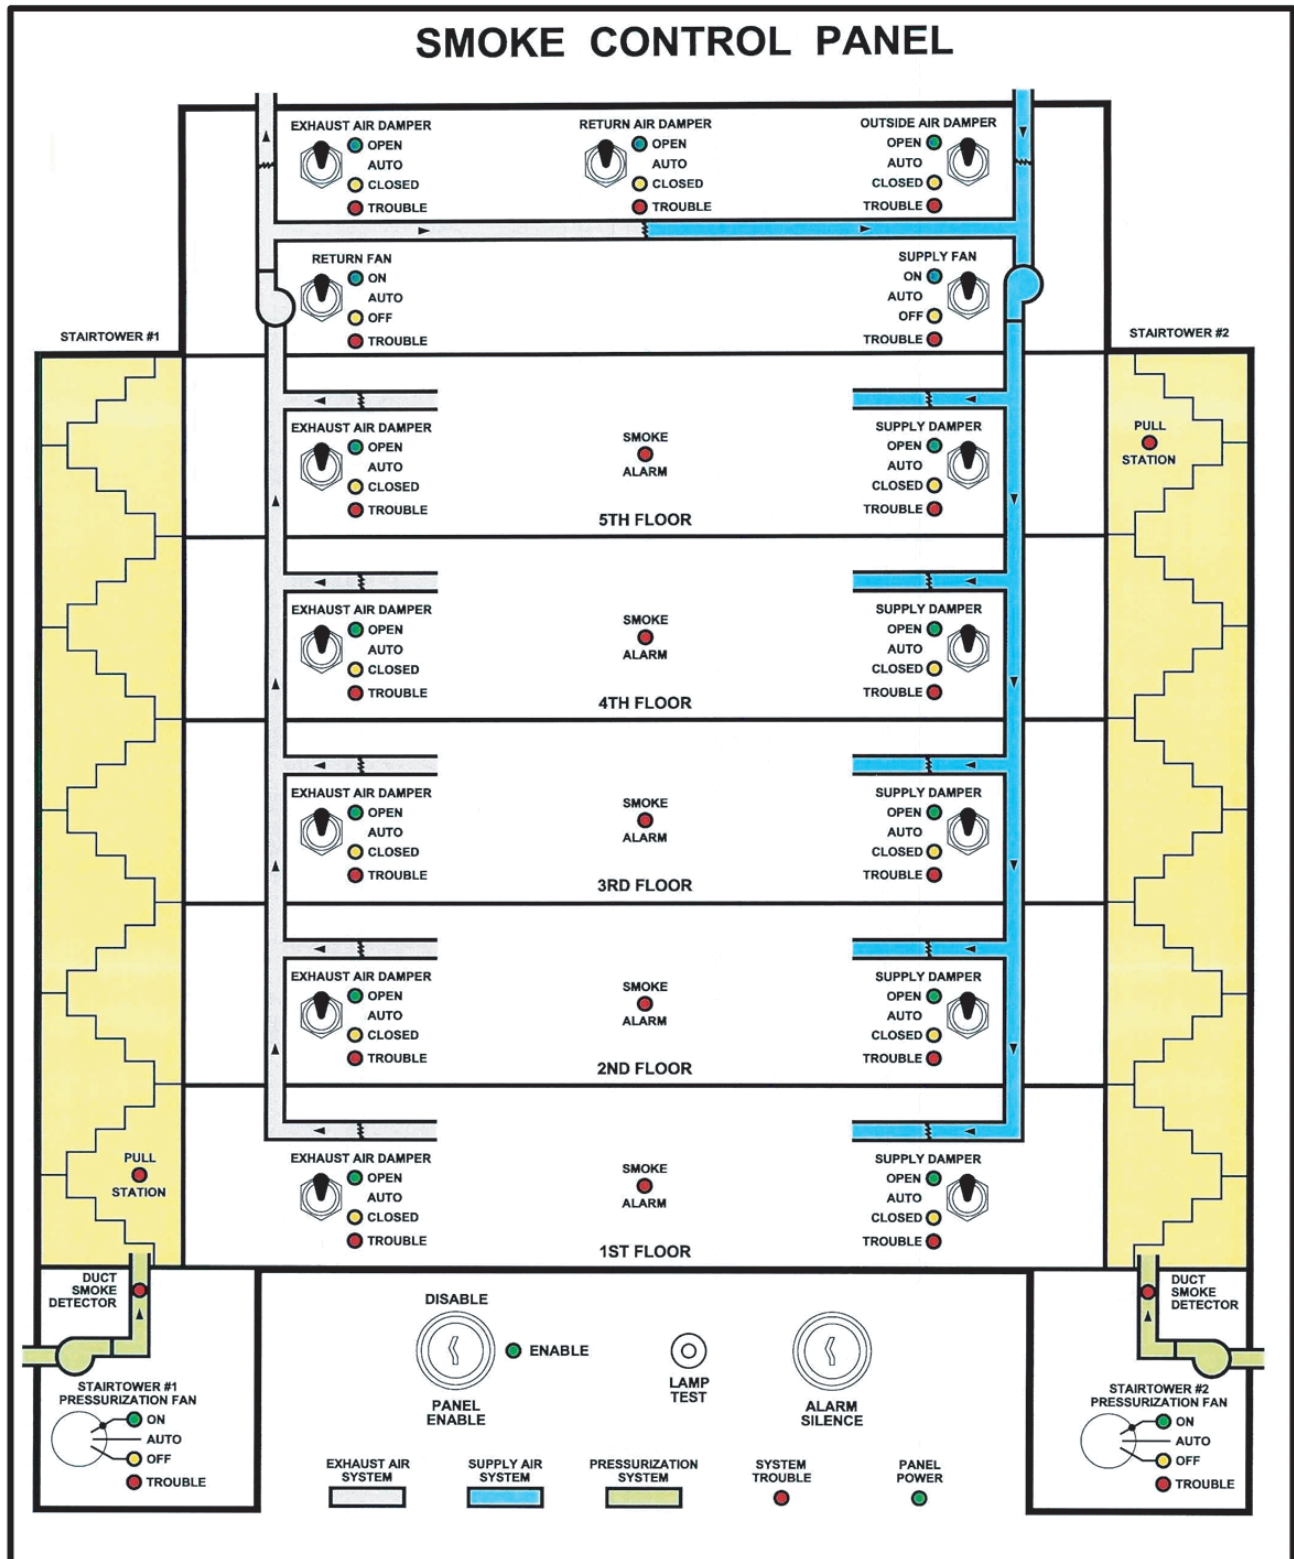 SMOKE CONTROL PANEL
EXHAUST AIR DAMPER
OPEN
AUTO
CLOSED
TROUBLE
RETURN AIR DAMPER
OPEN
AUTO
CLOSED
TROUBLE
OUTSIDE AIR DAMPER
OPEN
AUTO
CLOSED
TROUBLE
RETURN FAN
ON
AUTO
OFF
TROUBLE
SUPPLY FAN
ON
AUTO
OFF
TROUBLE
STAIRTOWER #1
STAIRTOWER #2
EXHAUST AIR DAMPER
OPEN
AUTO
CLOSED
TROUBLE
SMOKE
ALARM
5TH FLOOR
SUPPLY DAMPER
OPEN
AUTO
CLOSED
TROUBLE
PULL
STATION
EXHAUST AIR DAMPER
OPEN
AUTO
CLOSED
TROUBLE
SMOKE
ALARM
4TH FLOOR
SUPPLY DAMPER
OPEN
AUTO
CLOSED
TROUBLE
EXHAUST AIR DAMPER
OPEN
AUTO
CLOSED
TROUBLE
SMOKE
ALARM
3RD FLOOR
SUPPLY DAMPER
OPEN
AUTO
CLOSED
TROUBLE
EXHAUST AIR DAMPER
OPEN
AUTO
CLOSED
TROUBLE
SMOKE
ALARM
2ND FLOOR
SUPPLY DAMPER
OPEN
AUTO
CLOSED
TROUBLE
PULL
STATION
EXHAUST AIR DAMPER
OPEN
AUTO
CLOSED
TROUBLE
SMOKE
ALARM
1ST FLOOR
SUPPLY DAMPER
OPEN
AUTO
CLOSED
TROUBLE
DUCT
SMOKE
DETECTOR
DUCT
SMOKE
DETECTOR
DISABLE
ENABLE
PANEL
ENABLE
LAMP
TEST
ALARM
SILENCE
STAIRTOWER #1
PRESSURIZATION FAN
ON
AUTO
OFF
TROUBLE
STAIRTOWER #2
PRESSURIZATION FAN
ON
AUTO
OFF
TROUBLE
EXHAUST AIR
SYSTEM
SUPPLY AIR
SYSTEM
PRESSURIZATION
SYSTEM
SYSTEM
TROUBLE
PANEL
POWER